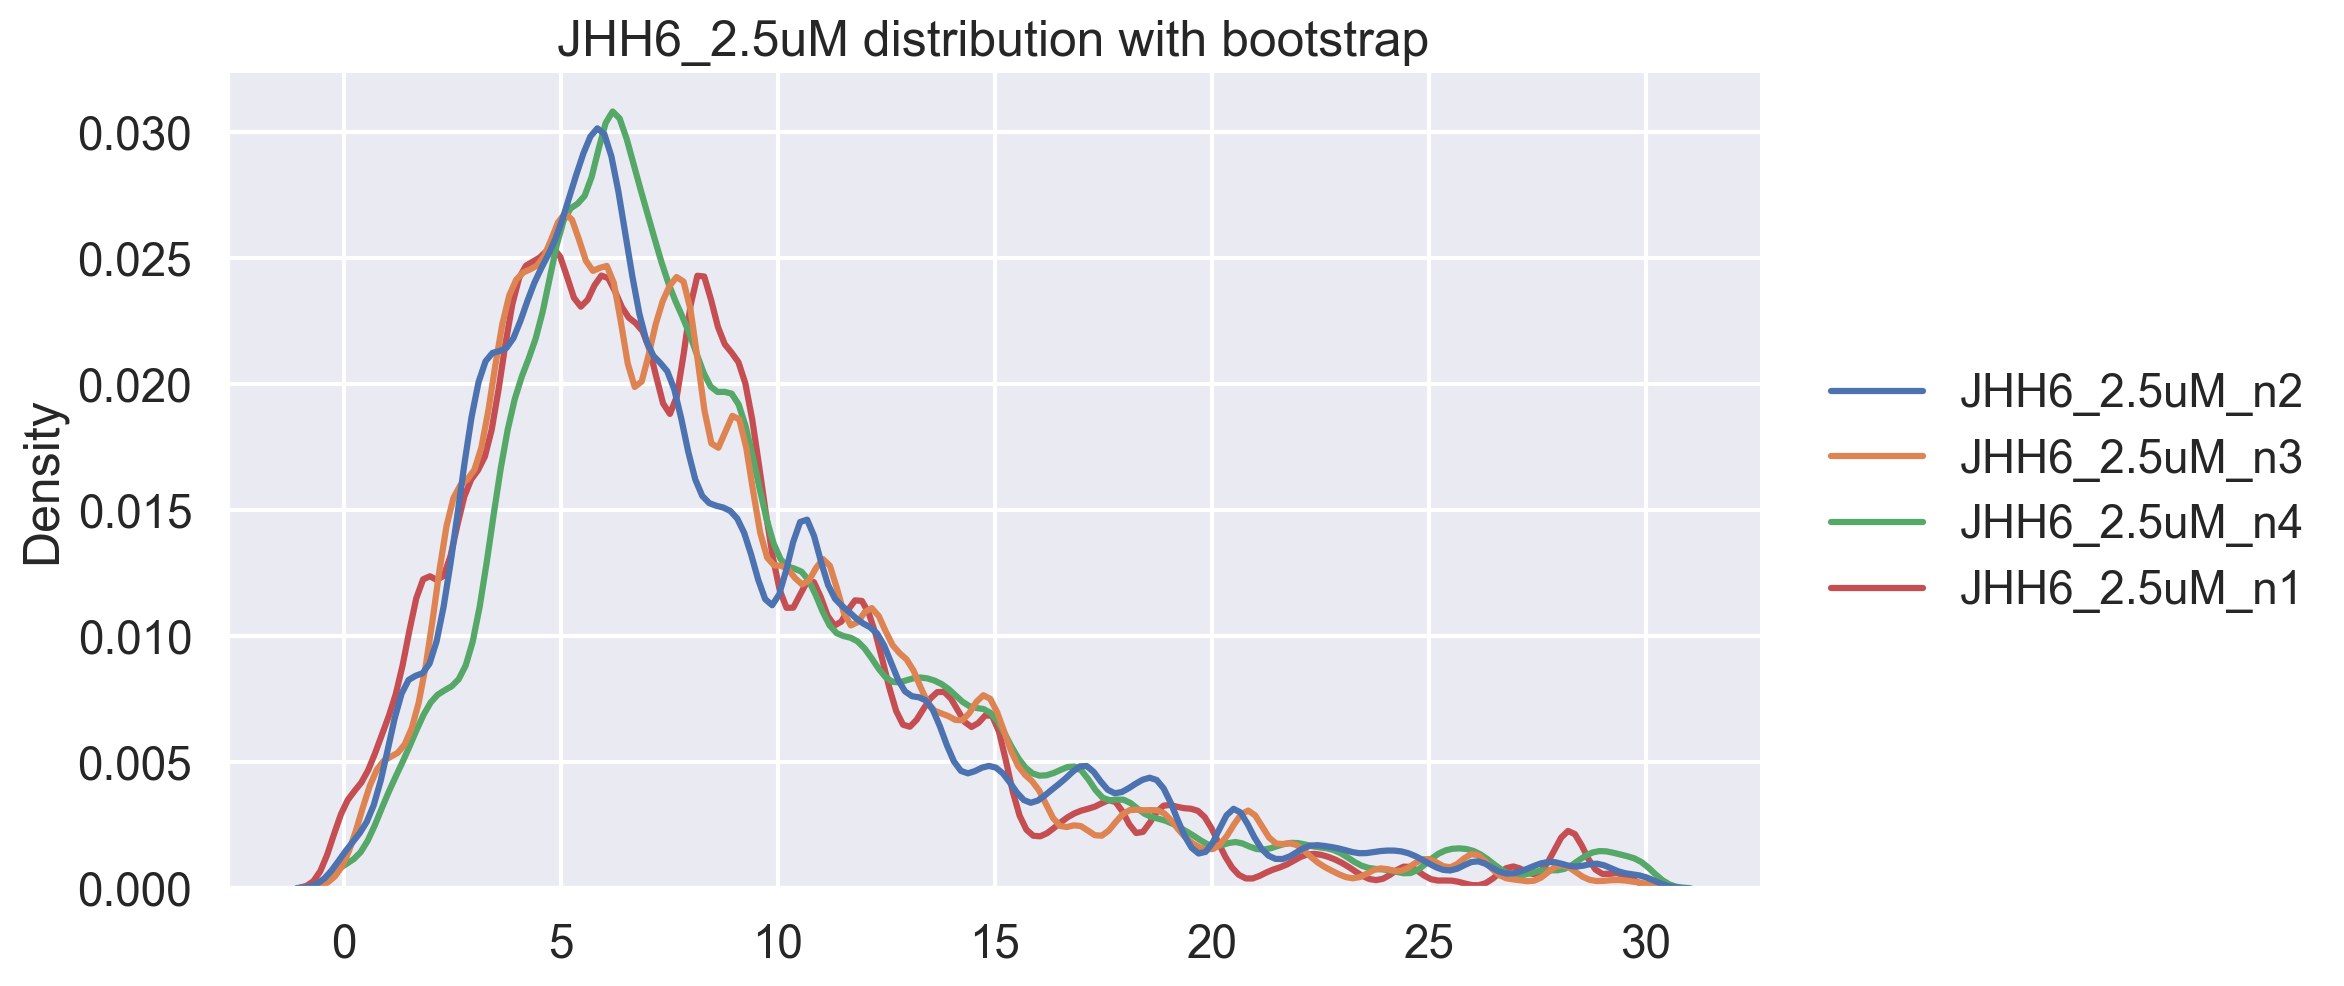 JHH6_2.5uM distribution with bootstrap
Density
0.030
0.025
0.020
0.015
0.010
0.005
0.000
0 5 10 15 20 25 30
JHH6_2.5uM_n2
JHH6_2.5uM_n3
JHH6_2.5uM_n4
JHH6_2.5uM_n1